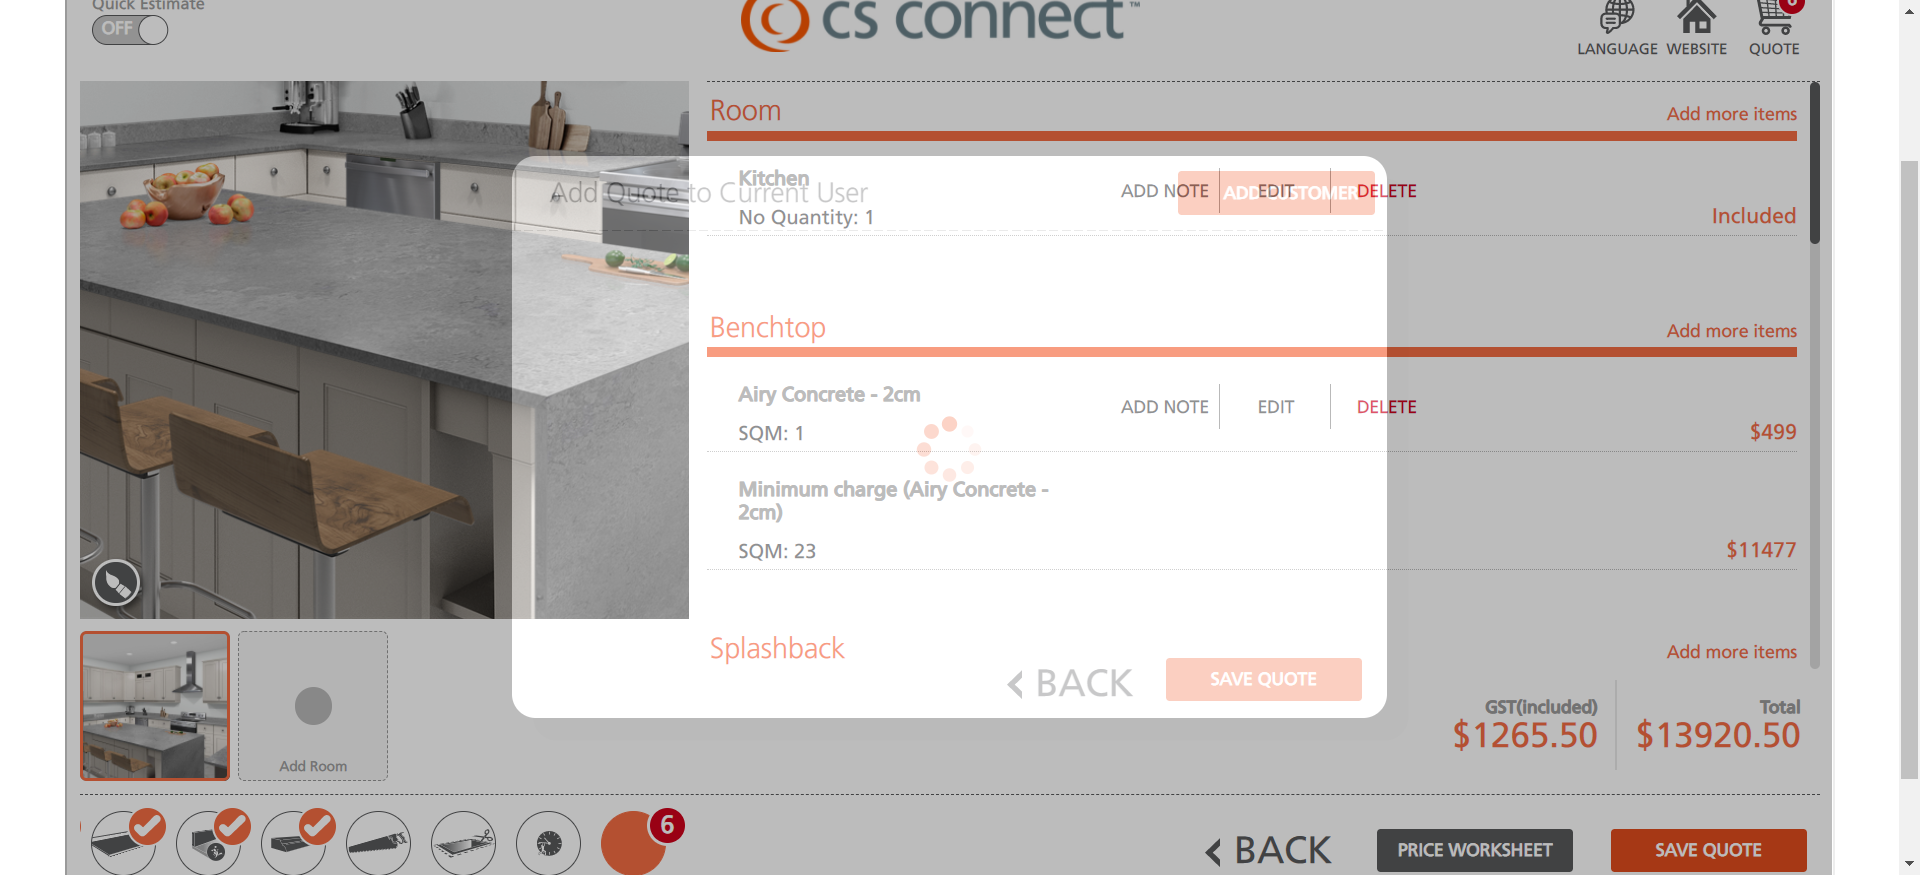 Quick Estimate
OFF
cs connect™
LANGUAGE WEBSITE QUOTE
Room
Add more items
Add Quote to Current User
ADD CUSTOMER
Kitchen
ADD NOTE EDIT DELETE
No Quantity: 1
Included
Benchtop
Add more items
Airy Concrete - 2cm
ADD NOTE EDIT DELETE
SQM: 1
$499
Minimum charge (Airy Concrete -
2cm)
SQM: 23
$11477
Splashback
Add more items
BACK
SAVE QUOTE
GST(included)
$1265.50
Total
$13920.50
Add Room
6
BACK
PRICE WORKSHEET
SAVE QUOTE